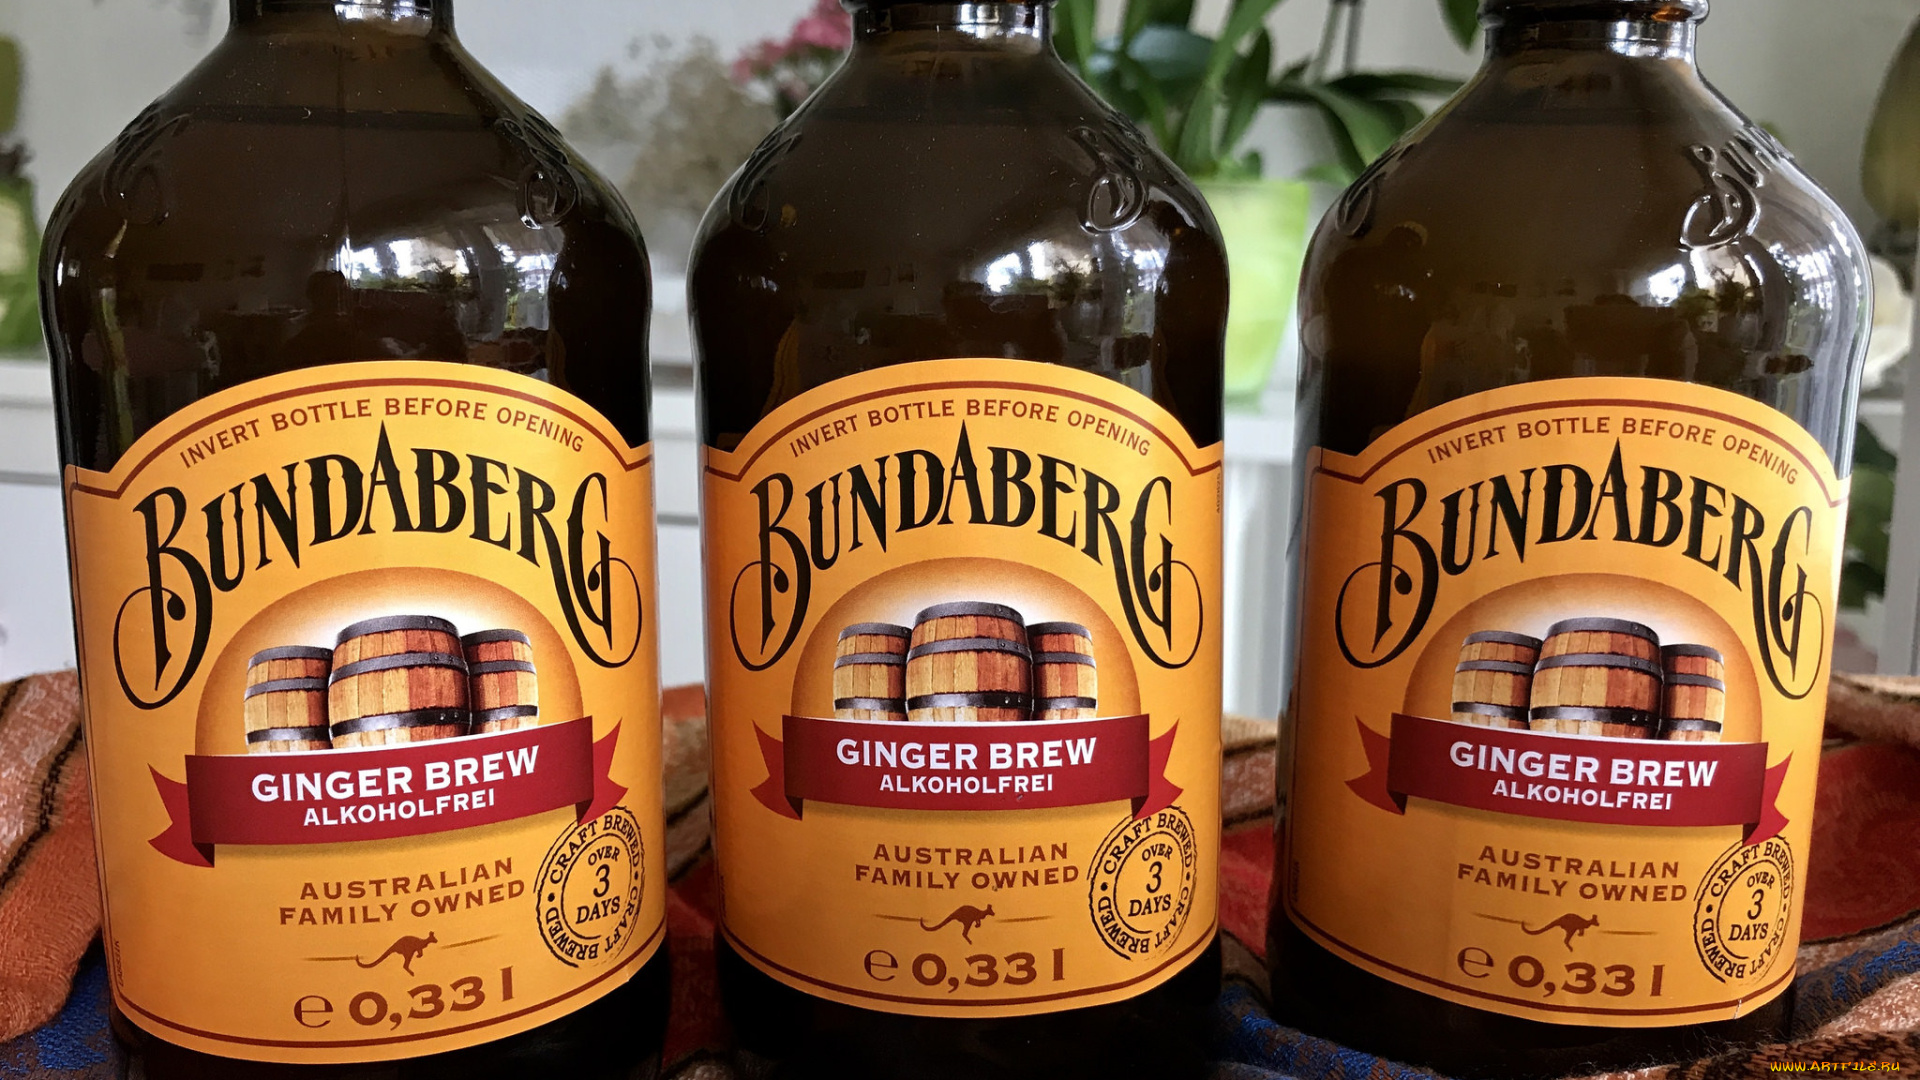 INVERT BOTTLE BEFORE OPENING
BUNDABERG
GINGER BREW
ALKOHOLFREI
AUSTRALIAN
FAMILY OWNED
CRAFT BREWED • CRAFT BREWED •
OVER
3
DAYS
e 0,33 l
INVERT BOTTLE BEFORE OPENING
BUNDABERG
GINGER BREW
ALKOHOLFREI
AUSTRALIAN
FAMILY OWNED
CRAFT BREWED • CRAFT BREWED •
OVER
3
DAYS
e 0,33 l
Bu
INVERT BOTTLE BEFORE OPENING
BUNDABERG
GINGER BREW
ALKOHOLFREI
AUSTRALIAN
FAMILY OWNED
CRAFT BREWED • CRAFT BREWED •
OVER
3
DAYS
e 0,33 l
WWW.ARTFILE.RU